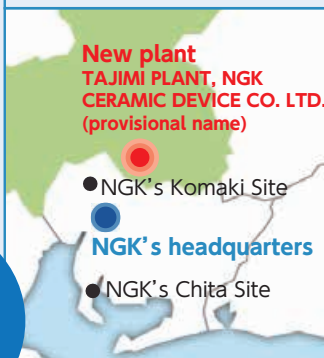 New plant
TAJIMI PLANT, NGK
CERAMIC DEVICE CO. LTD.
(provisional name)
NGK's Komaki Site
NGK's headquarters
NGK's Chita Site